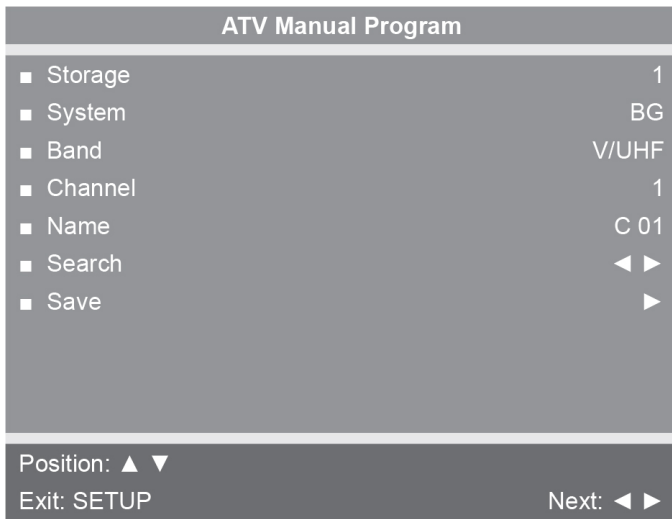 ATV Manual Program
■ Storage 1
■ System BG
■ Band V/UHF
■ Channel 1
■ Name C 01
■ Search ◄ ►
■ Save ►
Position: ▲ ▼
Exit: SETUP Next: ◄ ►